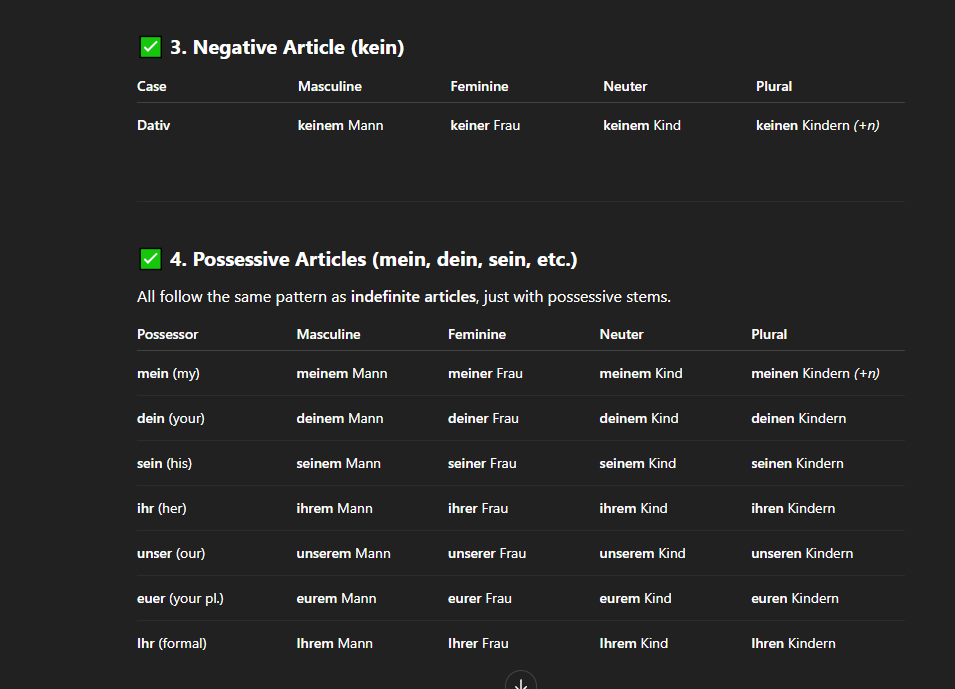 ✅ 3. Negative Article (kein)
Case Masculine Feminine Neuter Plural
Dativ keinem Mann keiner Frau keinem Kind keinen Kindern (+n)
✅ 4. Possessive Articles (mein, dein, sein, etc.)
All follow the same pattern as indefinite articles, just with possessive stems.
Possessor Masculine Feminine Neuter Plural
mein (my) meinem Mann meiner Frau meinem Kind meinen Kindern (+n)
dein (your) deinem Mann deiner Frau deinem Kind deinen Kindern
sein (his) seinem Mann seiner Frau seinem Kind seinen Kindern
ihr (her) ihrem Mann ihrer Frau ihrem Kind ihren Kindern
unser (our) unserem Mann unserer Frau unserem Kind unseren Kindern
euer (your pl.) eurem Mann eurer Frau eurem Kind euren Kindern
Ihr (formal) Ihrem Mann Ihrer Frau Ihrem Kind Ihren Kindern